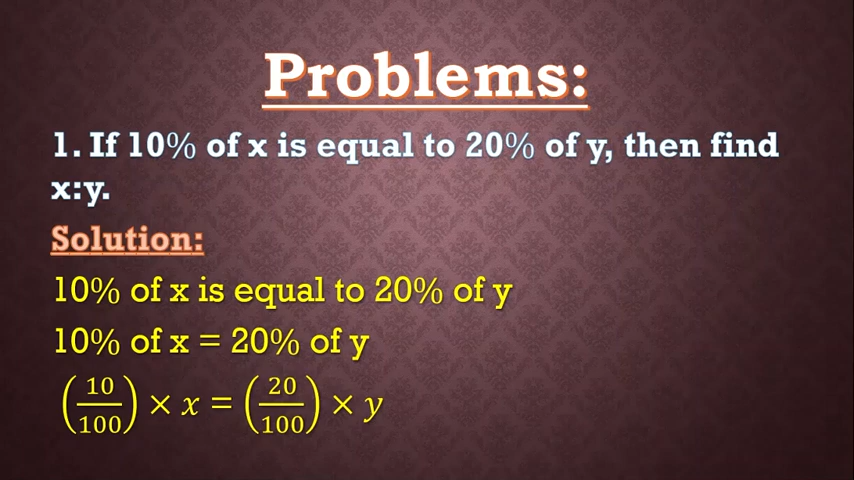 Problems:
1. If 10% of x is equal to 20% of y, then find
x:y.
Solution:
10% of x is equal to 20% of y
10% of x = 20% of y
(10/100) × x = (20/100) × y